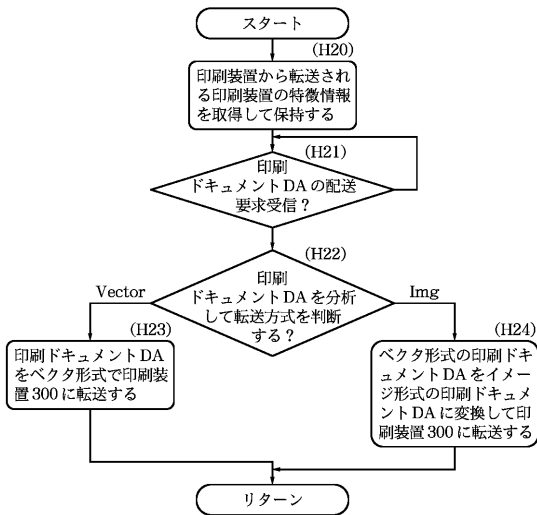 スタート
(H20)
印刷装置から転送され
る印刷装置の特徴情報
を取得して保持する
(H21)
印刷
ドキュメントDAの配送
要求受信？
(H22)
印刷
ドキュメントDAを分析
して転送方式を判断
する？
Vector
Img
(H23)
印刷ドキュメントDA
をベクタ形式で印刷装
置300に転送する
(H24)
ベクタ形式の印刷ドキ
ュメントDAをイメー
ジ形式の印刷ドキュメ
ントDAに変換して印
刷装置300に転送する
リターン